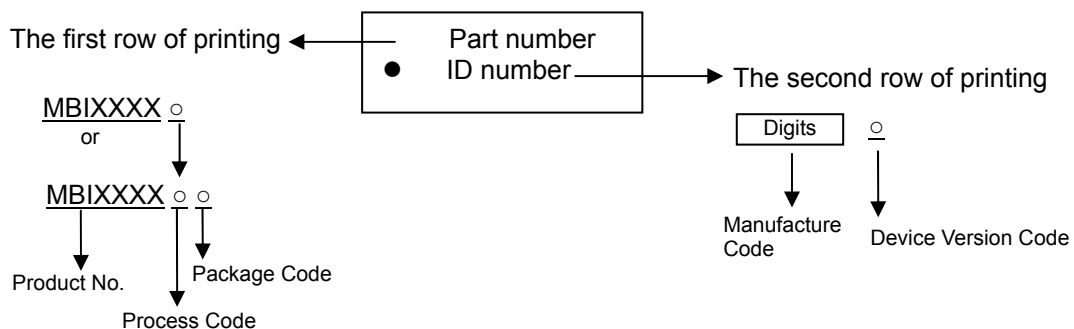 The first row of printing
Part number
ID number
The second row of printing
MBIXXXX ○
or
MBIXXXX ○ ○
Digits ○
Manufacture
Code
Device Version Code
Package Code
Product No.
Process Code